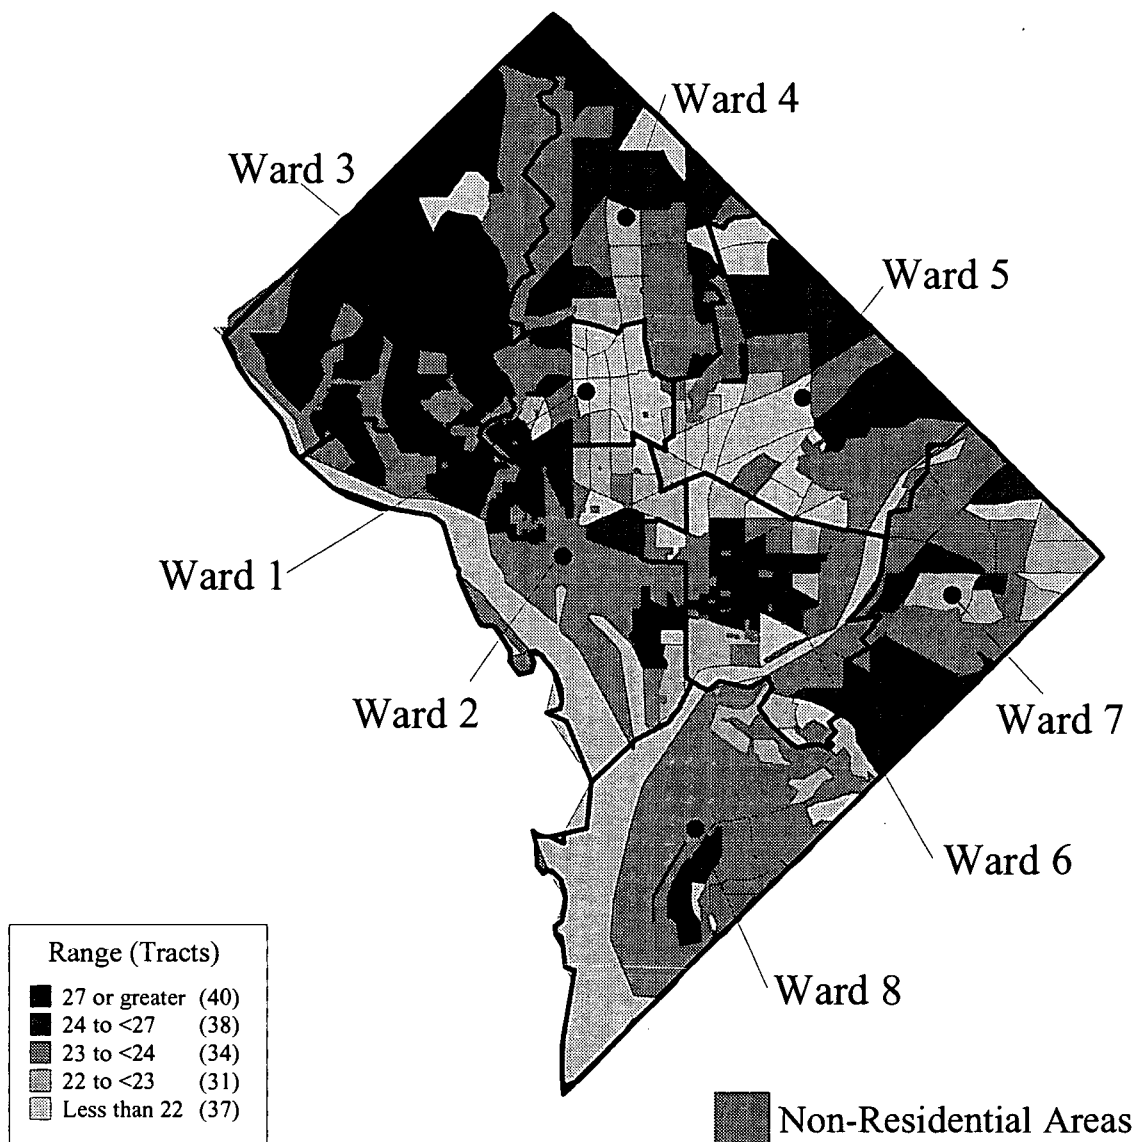 Ward 4
Ward 3
Ward 5
Ward 1
Ward 2
Ward 7
Ward 6
Ward 8
Range (Tracts)
27 or greater (40)
24 to <27 (38)
23 to <24 (34)
22 to <23 (31)
Less than 22 (37)
Non-Residential Areas